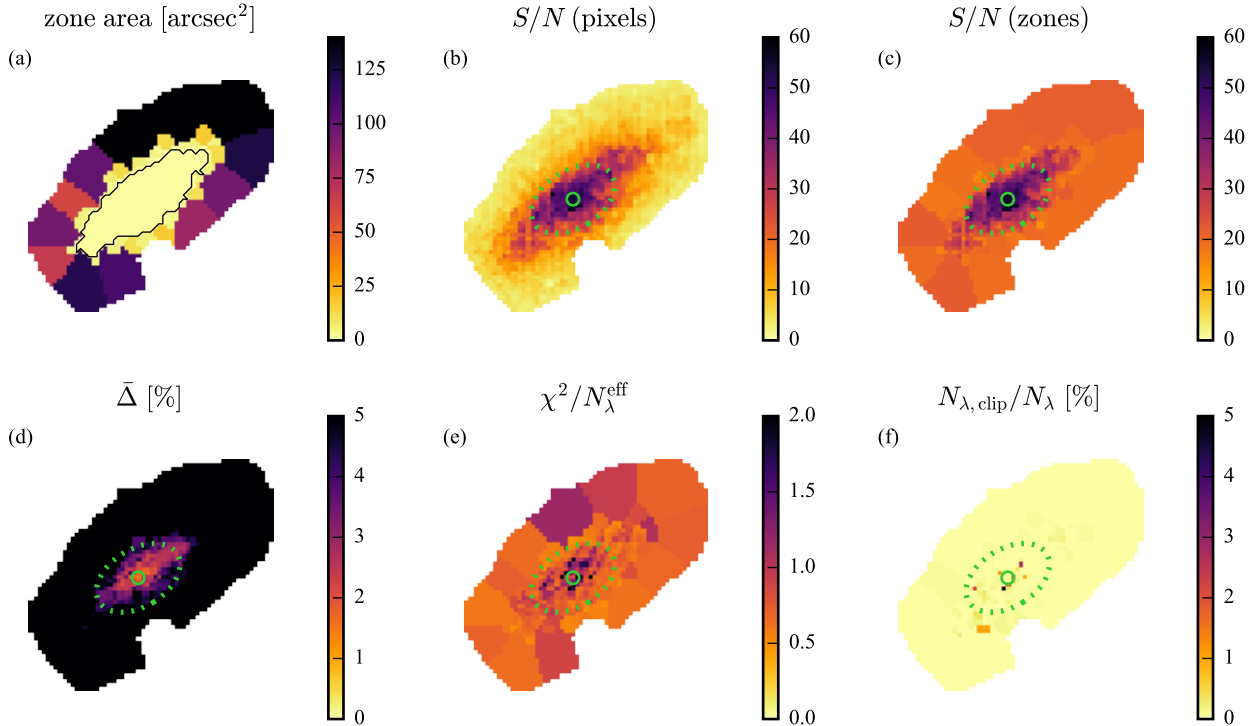 zone area [arcsec²] S/N (pixels) S/N (zones)
(a) (b) (c)
125 100 75 50 25 0
60 50 40 30 20 10 0
60 50 40 30 20 10 0
Δ̄ [%] χ²/N_λ^eff N_λ,clip/N_λ [%]
(d) (e) (f)
5 4 3 2 1 0
2.0 1.5 1.0 0.5 0.0
5 4 3 2 1 0